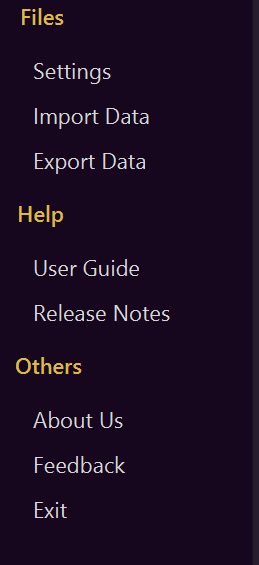 Files
Settings
Import Data
Export Data
Help
User Guide
Release Notes
Others
About Us
Feedback
Exit